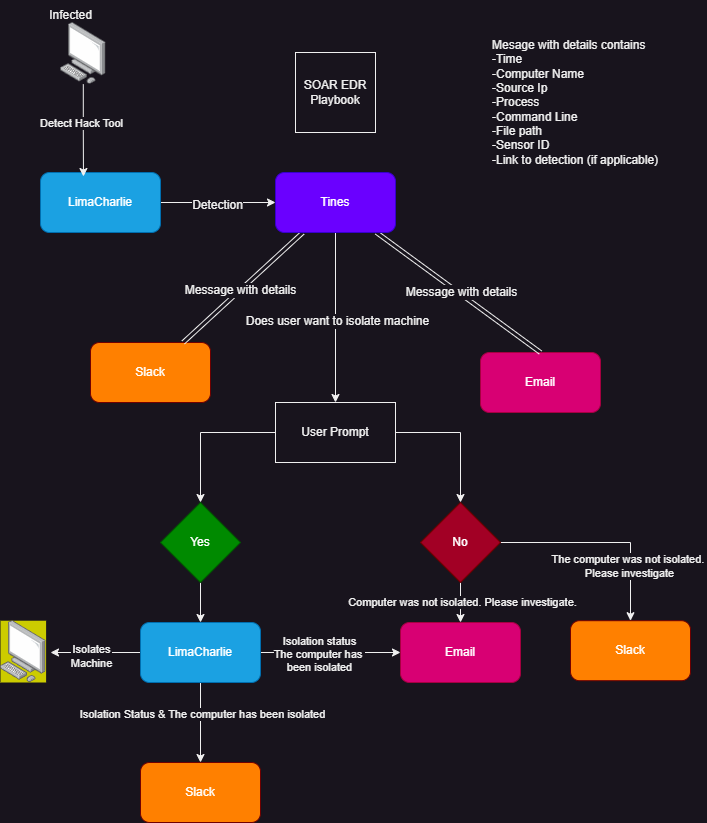 Infected
Mesage with details contains
-Time
-Computer Name
-Source Ip
-Process
-Command Line
-File path
-Sensor ID
-Link to detection (if applicable)
SOAR EDR
Playbook
Detect Hack Tool
LimaCharlie
Detection
Tines
Message with details
Message with details
Does user want to isolate machine
Slack
Email
User Prompt
Yes
No
The computer was not isolated.
Please investigate
Computer was not isolated. Please investigate.
Isolates
Machine
LimaCharlie
Isolation status
The computer has
been isolated
Email
Slack
Isolation Status & The computer has been isolated
Slack